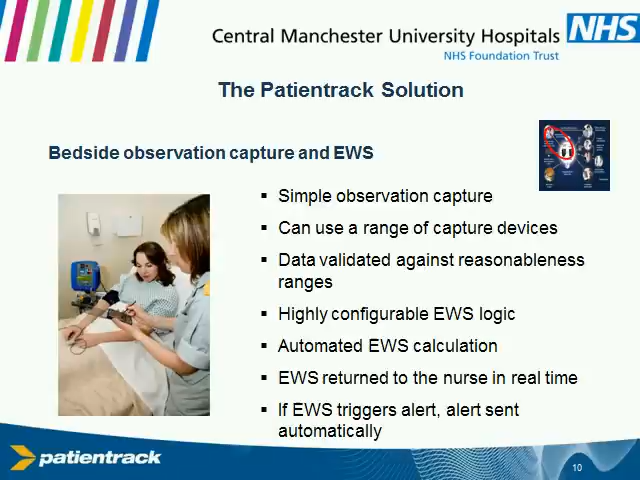 Central Manchester University Hospitals NHS
NHS Foundation Trust
The Patientrack Solution
Bedside observation capture and EWS
▪ Simple observation capture
▪ Can use a range of capture devices
▪ Data validated against reasonableness
ranges
▪ Highly configurable EWS logic
▪ Automated EWS calculation
▪ EWS returned to the nurse in real time
▪ If EWS triggers alert, alert sent
automatically
patientrack
10